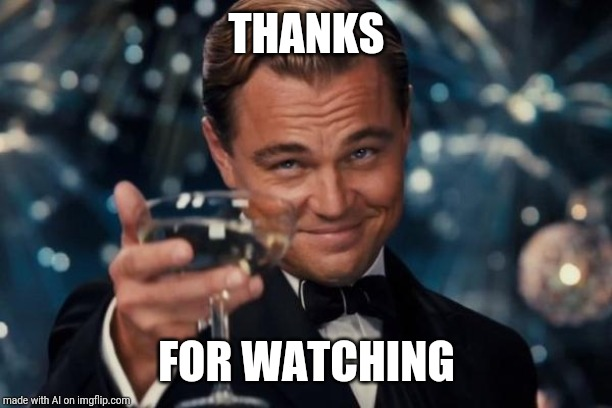 THANKS
FOR WATCHING
made with AI on imgflip.com